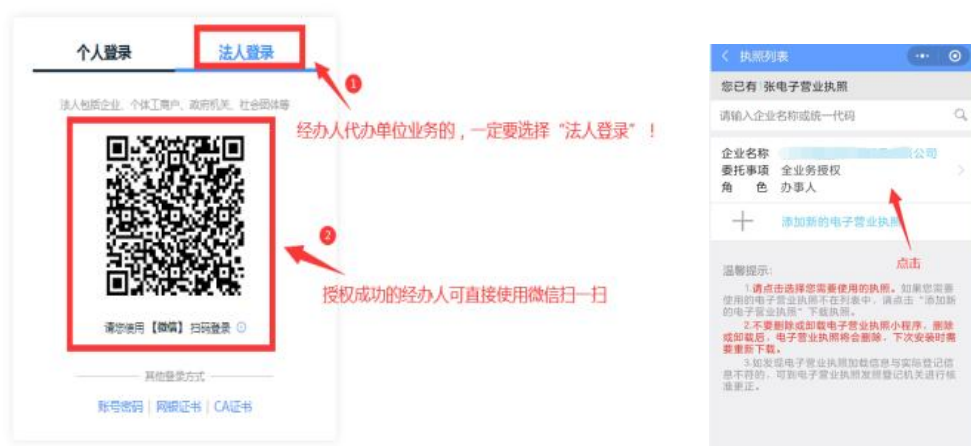 个人登录
法人登录
1
法人包括企业、个体工商户、政府机关、社会团体等
经办人代办单位业务的，一定要选择“法人登录”！
2
授权成功的经办人可直接使用微信扫一扫
请您使用【微信】扫码登录
其他登录方式
账号密码｜网银证书｜CA证书
执照列表
您已有 张电子营业执照
请输入企业名称或统一代码
企业名称
公司
委托事项 全业务授权
角 色 办事人
添加新的电子营业执照
点击
温馨提示：
1.请点击选择您需要使用的执照。如果您需要
使用的电子营业执照不在列表中，请点击“添加新
的电子营业执照”下载执照。
2.不要删除或卸载电子营业执照小程序，删除
或卸载后，电子营业执照将会删除，下次安装时需
要重新下载。
3.如发现电子营业执照加载信息与实际登记信
息不符的，可到电子营业执照发照登记机关进行核
准更正。